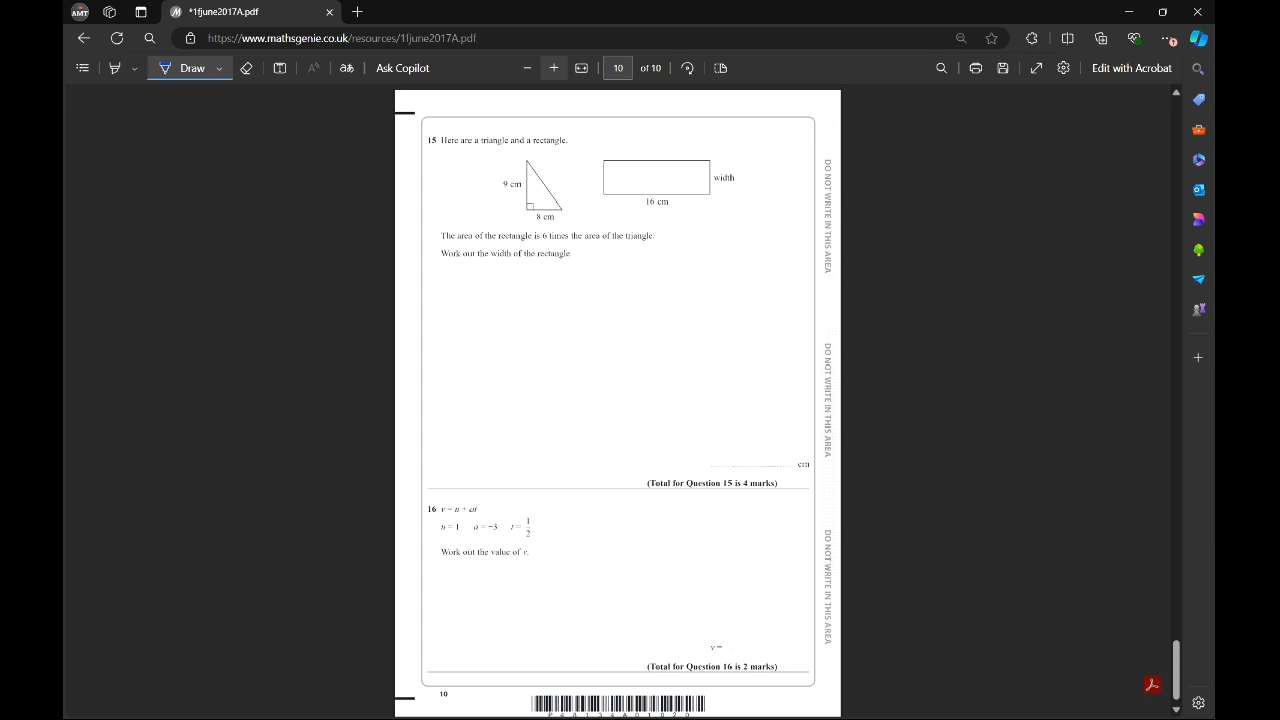 AMT
*1fjune2017A.pdf
https://www.mathsgenie.co.uk/resources/1fjune2017A.pdf
Draw
Ask Copilot
10 of 10
Edit with Acrobat
15 Here are a triangle and a rectangle.
9 cm
8 cm
width
16 cm
The area of the rectangle is 6 times the area of the triangle.
Work out the width of the rectangle.
cm
(Total for Question 15 is 4 marks)
16 v = u + at
u = 1 a = −3 t = 1/2
Work out the value of v.
v =
(Total for Question 16 is 2 marks)
10
P48134A01020
DO NOT WRITE IN THIS AREA
DO NOT WRITE IN THIS AREA
DO NOT WRITE IN THIS AREA